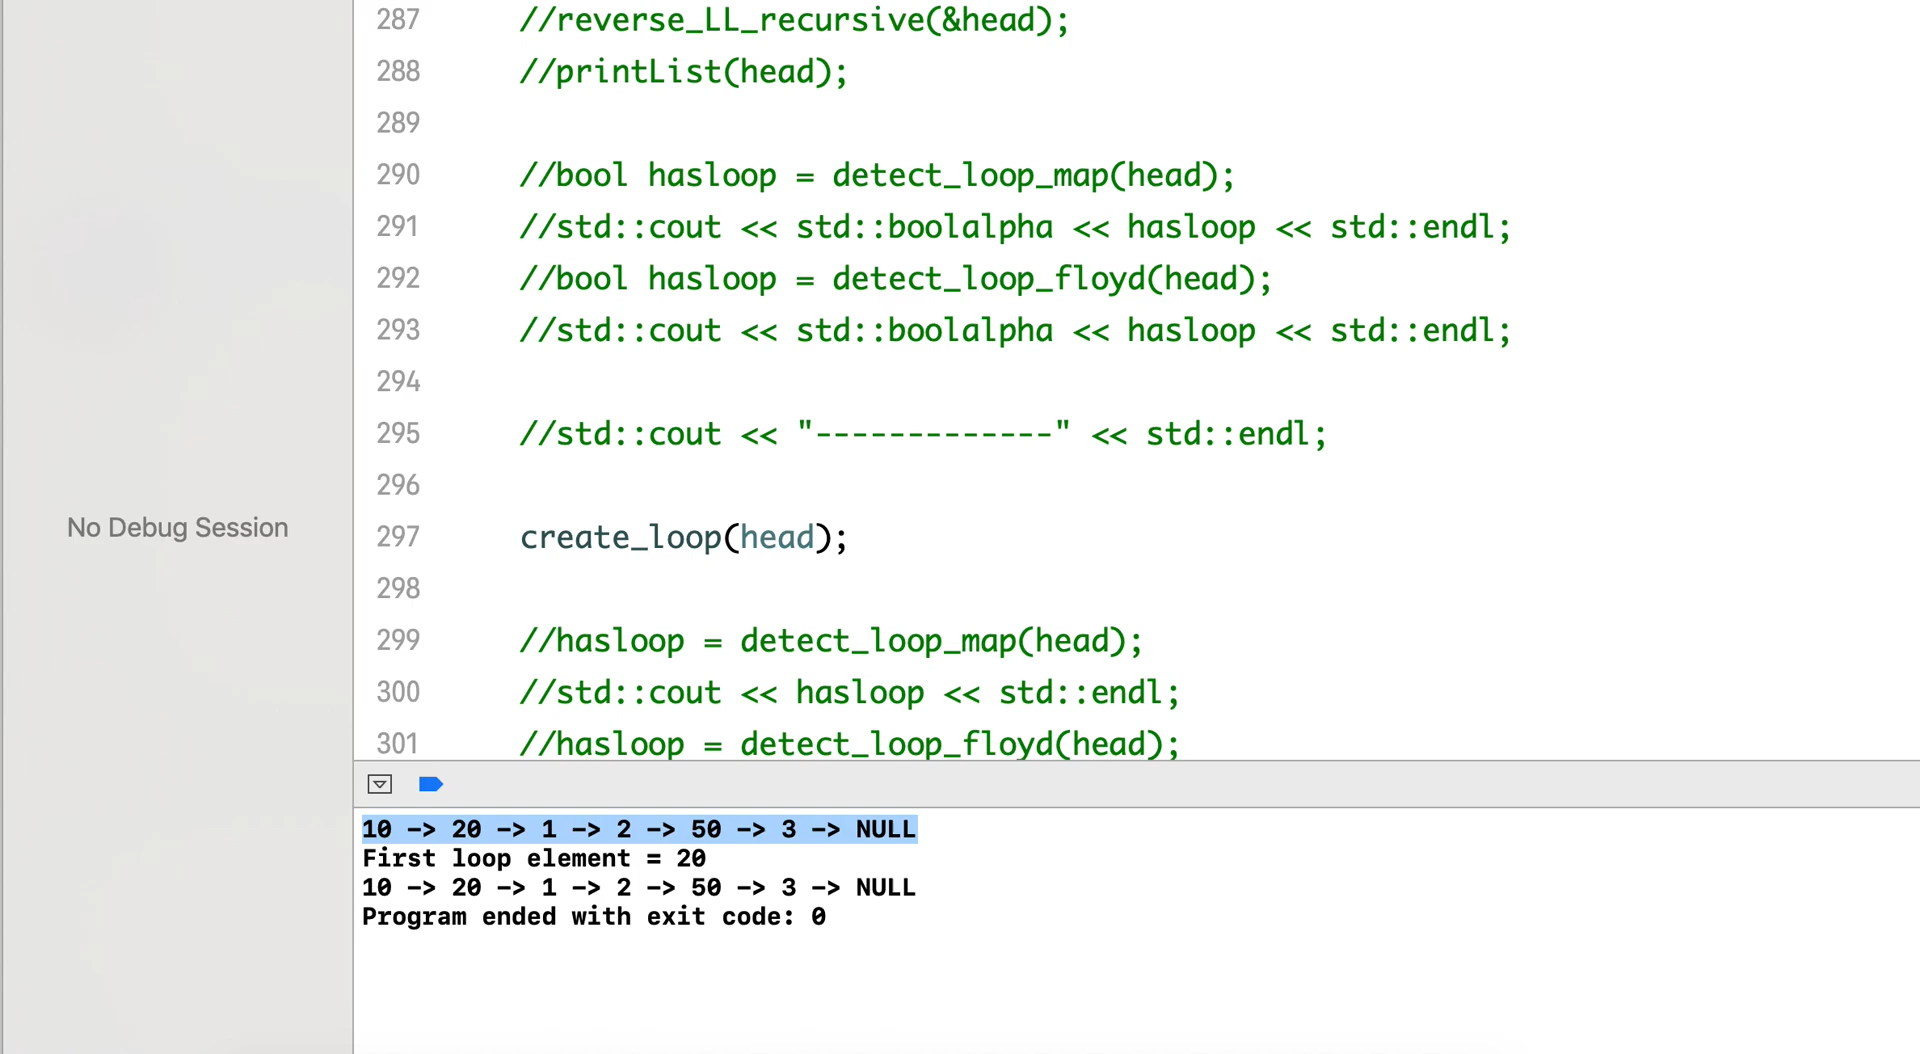 287 //reverse_LL_recursive(&head);
288 //printList(head);
289
290 //bool hasloop = detect_loop_map(head);
291 //std::cout << std::boolalpha << hasloop << std::endl;
292 //bool hasloop = detect_loop_floyd(head);
293 //std::cout << std::boolalpha << hasloop << std::endl;
294
295 //std::cout << "-------------" << std::endl;
296
No Debug Session
297 create_loop(head);
298
299 //hasloop = detect_loop_map(head);
300 //std::cout << hasloop << std::endl;
301 //hasloop = detect_loop_floyd(head);
10 -> 20 -> 1 -> 2 -> 50 -> 3 -> NULL
First loop element = 20
10 -> 20 -> 1 -> 2 -> 50 -> 3 -> NULL
Program ended with exit code: 0